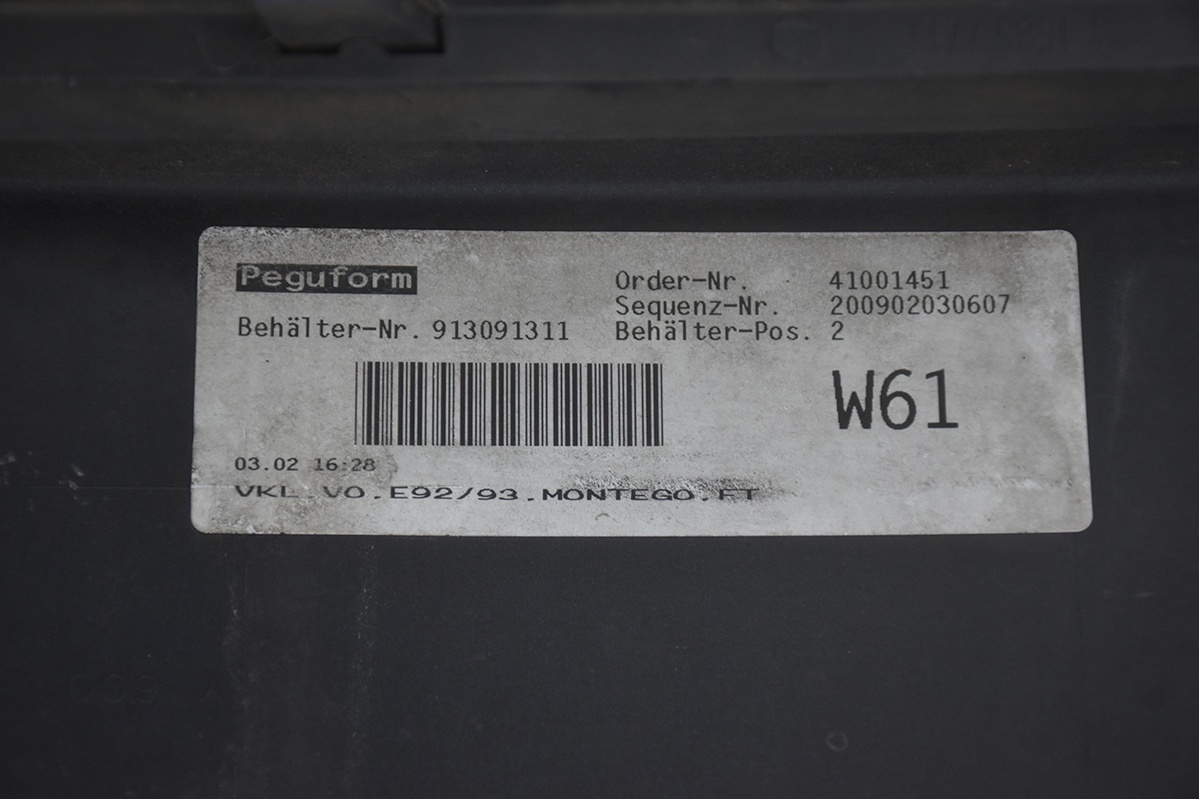 Peguform
Order-Nr. 41001451
Sequenz-Nr. 200902030607
Behälter-Nr. 913091311 Behälter-Pos. 2
W61
03.02 16:28
VKL.VO.E92/93.MONTEGO.FT